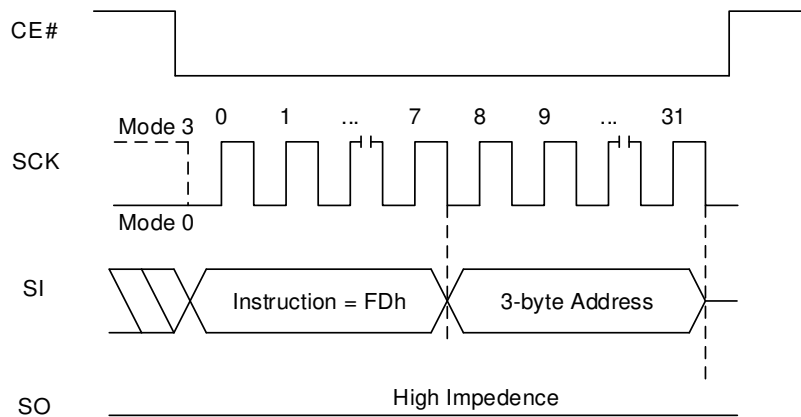 CE#
0 1 ... 7 8 9 ... 31
Mode 3
SCK
Mode 0
SI
Instruction = FDh
3-byte Address
High Impedence
SO